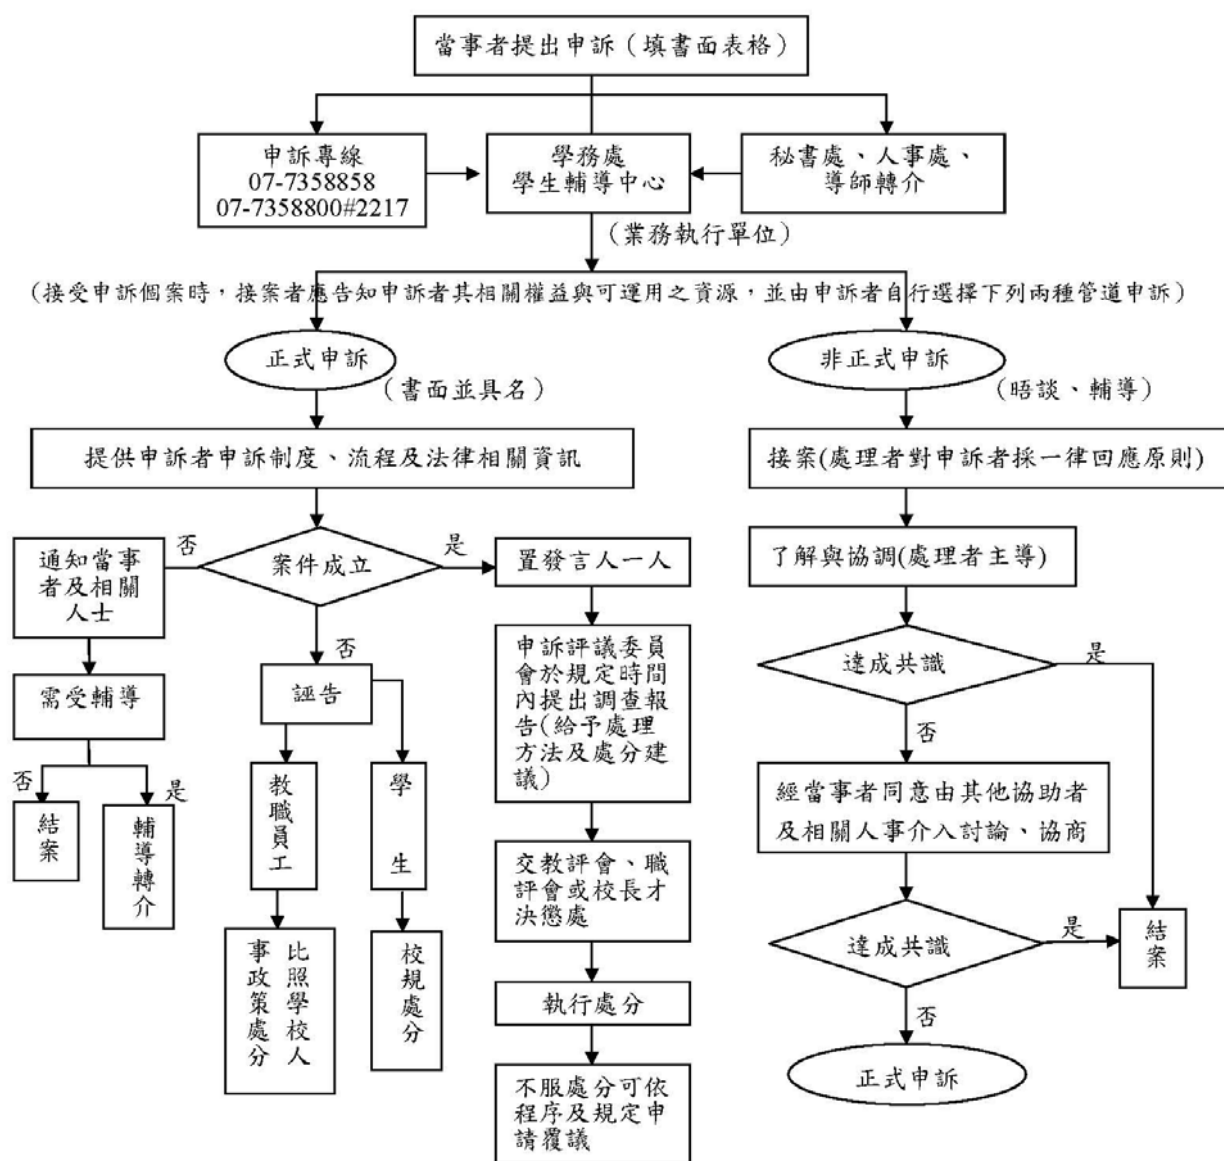 當事者提出申訴（填書面表格）
申訴專線
07-7358858
07-7358800#2217
學務處
學生輔導中心
秘書處、人事處、
導師轉介
（業務執行單位）
(接受申訴個案時，接案者應告知申訴者其相關權益與可運用之資源，並由申訴者自行選擇下列兩種管道申訴)
正式申訴
（書面並具名）
提供申訴者申訴制度、流程及法律相關資訊
案件成立
否
通知當事
者及相關
人士
需受輔導
否
結案
是
輔導轉介
否
誣告
教職員工
比照學校人
事政策處分
學生
校規處分
是
置發言人一人
申訴評議委員
會於規定時間
內提出調查報
告(給予處理
方法及處分建
議)
交教評會、職
評會或校長才
決懲處
執行處分
不服處分可依
程序及規定申
請覆議
非正式申訴
（晤談、輔導）
接案(處理者對申訴者採一律回應原則)
了解與協調(處理者主導)
達成共識
是
否
經當事者同意由其他協助者
及相關人事介入討論、協商
達成共識
是
結案
否
正式申訴